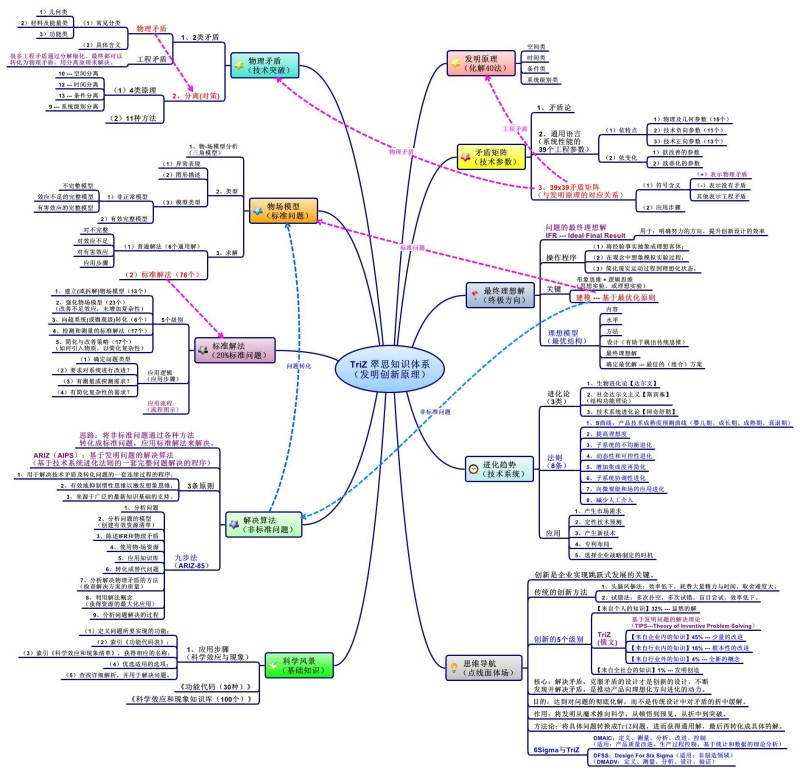 TriZ 萃思知识体系
（发明创新原理）
物理矛盾
（技术突破）
1、2类矛盾
物理矛盾
（1）常见分类
1）几何类
2）材料及能量类
3）功能类
（2）具体含义
工程矛盾
很多工程矛盾通过分解细化，最终都可以
转化为物理矛盾，用分离原理来解决。
2、分离(对策)
（1）4类原理
10 --- 空间分离
12 --- 时间分离
13 --- 条件分离
9 --- 系统级别分离
（2）11种方法
物场模型
（标准问题）
1、物-场模型分析
（三角模型）
2、类型
（1）异常表现
（2）图形描述
（3）模型类型
1）非正常模型
不完整模型
效应不足的完整模型
有害效应的完整模型
2）有效完整模型
3、求解
（1）普通解法（6个通用解）
对不完整
对效应不足
对有害效应
应用步骤
（2）标准解法（76个）
标准解法
（20%标准问题）
5个级别
1、建立(或拆解)物场模型（13个）
2、强化物场模型（23个）
（改善不足效应，未增加复杂性）
3、向超系统(或微观级)转化（6个）
4、检测和测量的标准解法（17个）
5、简化与改善策略（17个）
（如何引入物质，以简化复杂性）
应用逻辑
（应用步骤）
（1）确定问题类型
（2）要求对系统进行改进？
（3）有测量或探测需求？
（4）有简化复杂性的需求？
应用流程
（流程图示）
解决算法
（非标准问题）
思路：将非标准问题通过各种方法
转化成标准问题，应用标准解法来解决。
ARIZ（AIPS）：基于发明问题的解决算法
（基于技术系统进化法则的一套完整问题解决的程序）
3条原则
1、用于解决技术矛盾及转化问题的一套连续过程的程序；
2、有效地抑制惯性思维以激发想象思维；
3、来源于广泛的最新知识基础的支持。
九步法
（ARIZ-85）
1、分析问题
2、分析问题的模型
（创建有效资源清单）
3、陈述IFR和物理矛盾
4、使用物-场资源
5、应用知识库
6、转化或替代问题
7、分析解决物理矛盾的方法
（检查解决方案的质量）
8、利用解法概念
（获得资源的最大化应用）
9、分析问题解决的过程
科学风景
（基础知识）
1、应用步骤
（科学效应与现象）
（1）定义问题所要实现的功能；
（2）索引《功能代码表》；
（3）索引《科学效应和现象清单》，获得相应的名称；
（4）优选适用的选项；
（5）查找详细解析，并用于解决问题。
《功能代码（30种）》
《科学效应和现象知识库（100个）》
发明原理
（化解40法）
空间类
时间类
条件类
系统级别类
矛盾矩阵
（技术参数）
1、矛盾论
2、通用语言
（系统性能的
39个工程参数）
（1）依特点
1）物理及几何参数（15个）
2）技术负向参数（11个）
3）技术正向参数（13个）
（2）依变化
1）欲改善的参数
2）欲恶化的参数
3、39x39矛盾矩阵
（与发明原理的对应关系）
（1）符号含义
（+）表示物理矛盾
（-）表示没有矛盾
其他表示工程矛盾
（2）应用步骤
最终理想解
（终极方向）
问题的最终理想解
IFR --- Ideal Final Result
用于：明确努力的方向，提升创新设计的效率
操作程序
（1）将经验事实抽象成理想客体；
（2）在观念中想象模拟实验过程；
（3）简化现实运动过程到理想化状态。
关键
形象思维 + 逻辑思维
（思想实验，或理想实验）
建模 --- 基于最优化原则
理想模型
（最优结构）
内容
水平
方法
设计（有助于跳出传统思维）
最终理想解
确定最优解 --- 最佳的（组合）方案
进化趋势
（技术系统）
进化论
（3类）
1、生物进化论【达尔文】
2、社会达尔文主义【斯宾塞】
（结构功能理论）
3、技术系统进化论【阿奇舒勒】
法则
（8条）
1、S曲线：产品技术成熟度预测曲线（婴儿期、成长期、成熟期、衰退期）
2、提高理想度
3、子系统的不均衡进化
4、动态性和可控性进化
5、增加集成度再简化
6、子系统协调性进化
7、向微观级和场的应用进化
8、减少人工介入
应用
1、产生市场需求
2、定性技术预测
3、产生新技术
4、专利布局
5、选择企业战略制定的时机
思维导航
（点线面体场）
创新是企业实现跳跃式发展的关键。
传统的创新方法
1、头脑风暴法：效率低下，耗费大量精力与时间，取舍难度大。
2、试错法：多次扑空，多次试错，盲目尝试，效率低下。
创新的5个级别
【来自个人的知识】32% --- 显然的解
TriZ
(俄文)
基于发明问题的解决理论
（TIPS---Theory of Inventive Problem Solving）
【来自企业内的知识】45% --- 少量的改进
【来自行业内的知识】18% --- 根本性的改进
【来自行业外的知识】4% --- 全新的概念
【来自全社会的知识】1% --- 发明创造
核心：解决矛盾，克服矛盾的设计才是创新的设计，不断
发现并解决矛盾，是推动产品向理想化方向进化的动力。
目的：达到对问题的彻底化解，而不是传统设计中对矛盾的折中缓解。
作用：将发明从魔术推向科学，从顿悟到预见，从折中到突破。
方法论：将具体问题转换成TriZ问题，进而获得通用解，最后再转化成具体的解。
6Sigma与TriZ
DMAIC：定义、测量、分析、改进、控制
（适用：产品质量改进、生产过程控制，基于统计和数据的理论分析）
DFSS：Design For Six Sigma（适用：非制造领域）
（DMADV：定义、测量、分析、设计、验证）
物理矛盾
工程矛盾
标准问题
问题转化
非标准问题